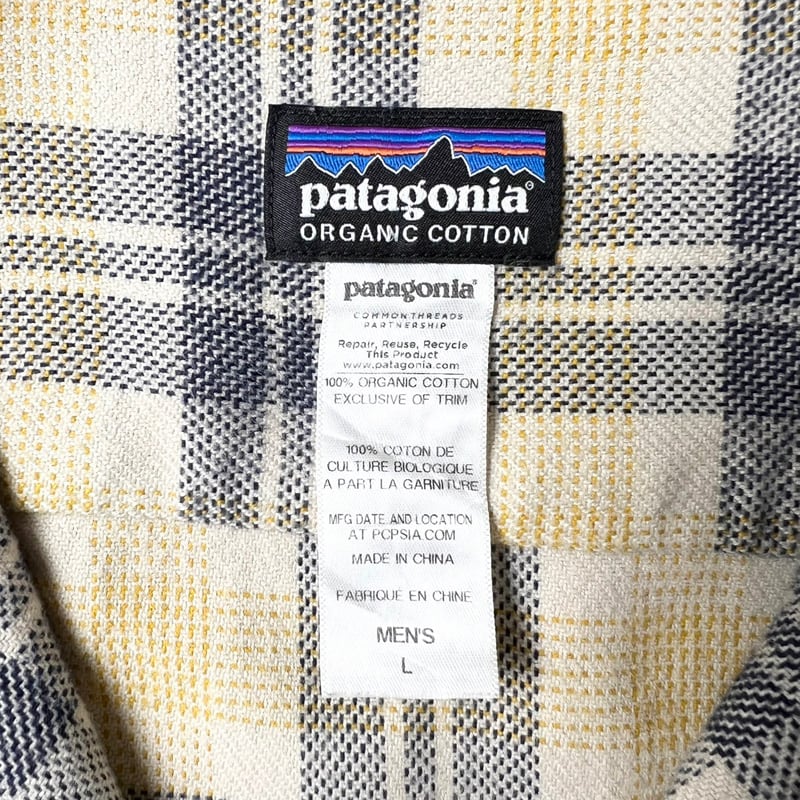 patagonia®
ORGANIC COTTON
patagonia®
COMMON THREADS
PARTNERSHIP
Repair, Reuse, Recycle
This Product
www.patagonia.com
100% ORGANIC COTTON
EXCLUSIVE OF TRIM
100% COTON DE
CULTURE BIOLOGIQUE
A PART LA GARNITURE
MFG DATE AND LOCATION
AT PCPSIA.COM
MADE IN CHINA
FABRIQUE EN CHINE
MEN'S
L